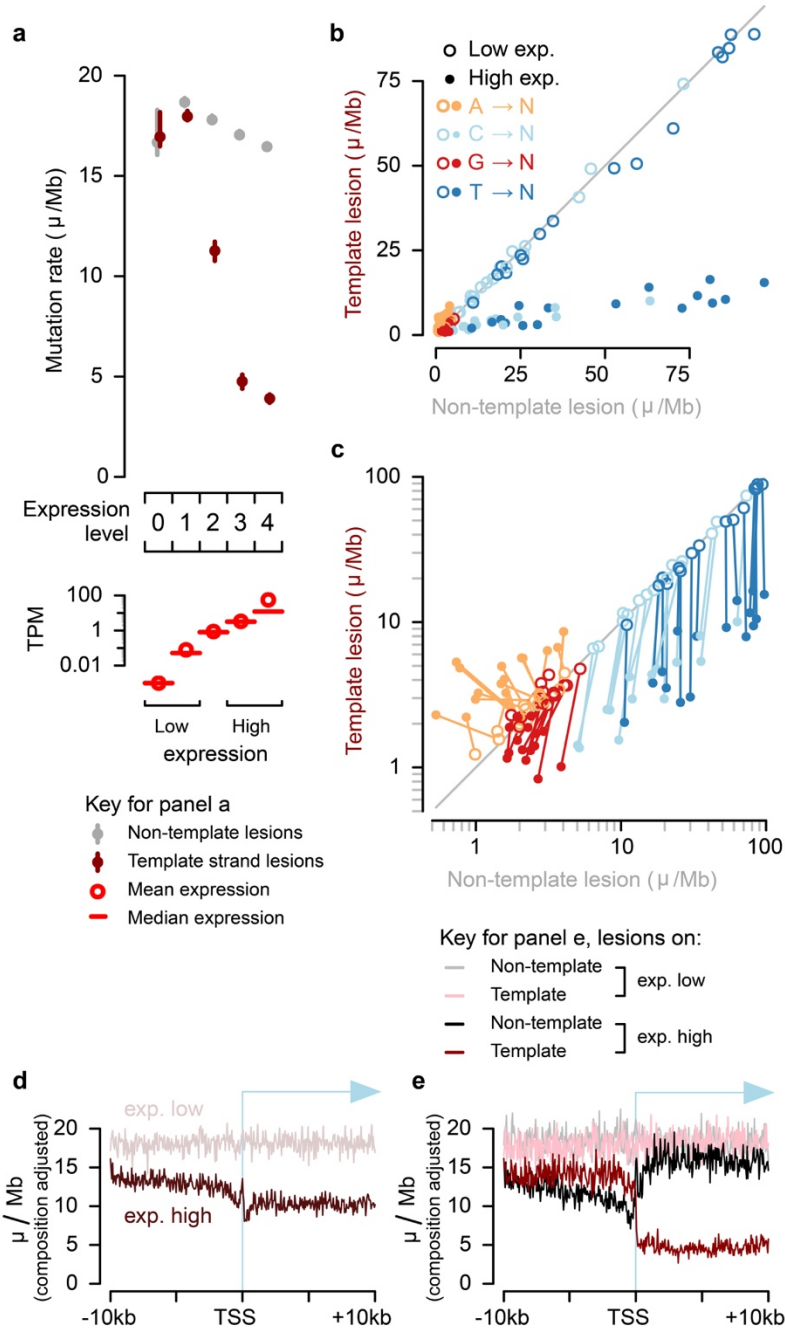 a
20
15
10
5
0
Mutation rate ( μ /Mb)
Expression level
0 1 2 3 4
100
1
0.01
TPM
Low High
expression
Key for panel a
Non-template lesions
Template strand lesions
Mean expression
Median expression
b
Low exp.
High exp.
A → N
C → N
G → N
T → N
75
50
25
0
Template lesion ( μ /Mb)
0 25 50 75
Non-template lesion ( μ /Mb)
c
100
10
1
Template lesion ( μ /Mb)
1 10 100
Non-template lesion ( μ /Mb)
Key for panel e, lesions on:
Non-template
Template
exp. low
Non-template
Template
exp. high
d
20
15
10
5
0
μ / Mb
(composition adjusted)
exp. low
exp. high
-10kb TSS +10kb
e
20
15
10
5
0
μ / Mb
(composition adjusted)
-10kb TSS +10kb